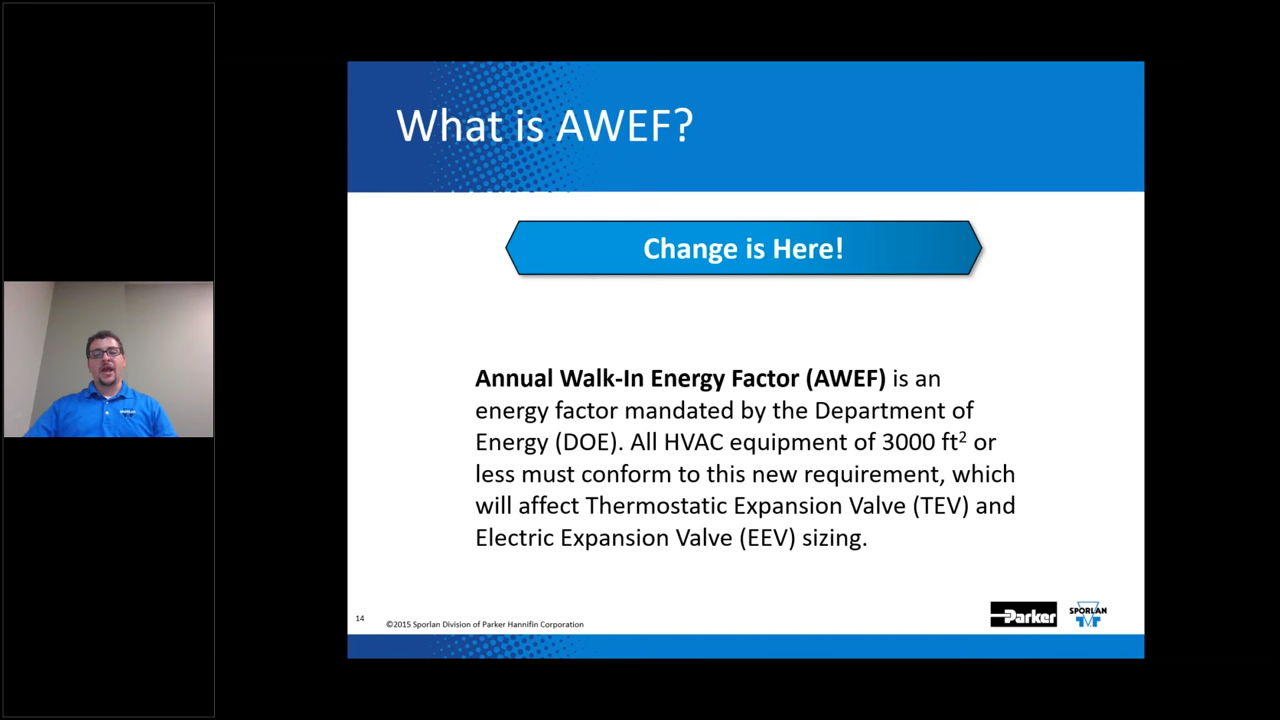 What is AWEF?
Change is Here!
Annual Walk-In Energy Factor (AWEF) is an
energy factor mandated by the Department of
Energy (DOE). All HVAC equipment of 3000 ft² or
less must conform to this new requirement, which
will affect Thermostatic Expansion Valve (TEV) and
Electric Expansion Valve (EEV) sizing.
14
©2015 Sporlan Division of Parker Hannifin Corporation
Parker
SPORLAN
SPORLAN